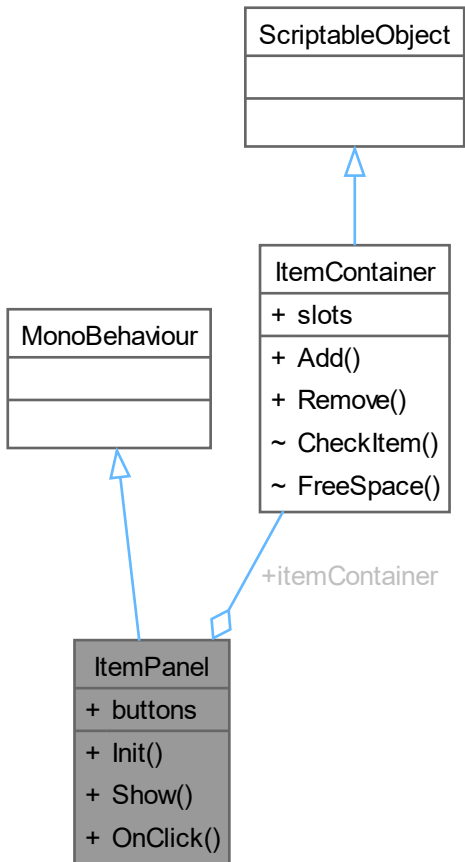 ScriptableObject
ItemContainer
+ slots
+ Add()
+ Remove()
~ CheckItem()
~ FreeSpace()
MonoBehaviour
+itemContainer
ItemPanel
+ buttons
+ Init()
+ Show()
+ OnClick()